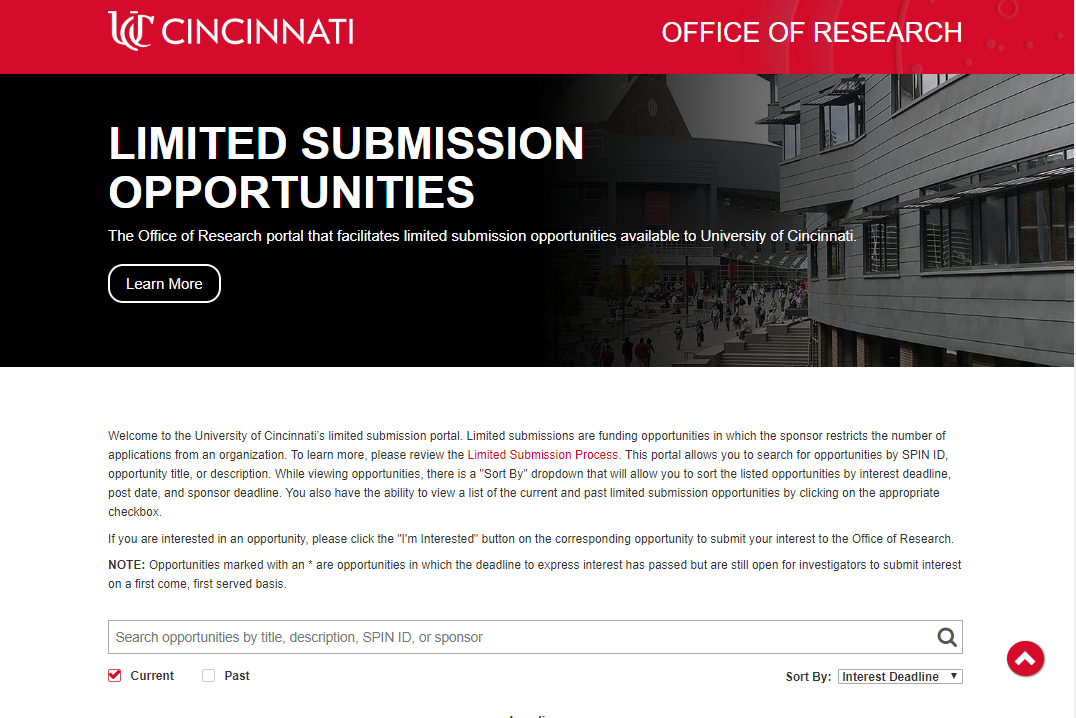 UC CINCINNATI
OFFICE OF RESEARCH
LIMITED SUBMISSION
OPPORTUNITIES
The Office of Research portal that facilitates limited submission opportunities available to University of Cincinnati.
Learn More
Welcome to the University of Cincinnati's limited submission portal. Limited submissions are funding opportunities in which the sponsor restricts the number of
applications from an organization. To learn more, please review the Limited Submission Process. This portal allows you to search for opportunities by SPIN ID,
opportunity title, or description. While viewing opportunities, there is a "Sort By" dropdown that will allow you to sort the listed opportunities by interest deadline,
post date, and sponsor deadline. You also have the ability to view a list of the current and past limited submission opportunities by clicking on the appropriate
checkbox.
If you are interested in an opportunity, please click the "I'm Interested" button on the corresponding opportunity to submit your interest to the Office of Research.
NOTE: Opportunities marked with an * are opportunities in which the deadline to express interest has passed but are still open for investigators to submit interest
on a first come, first served basis.
Search opportunities by title, description, SPIN ID, or sponsor
Current Past Sort By: Interest Deadline